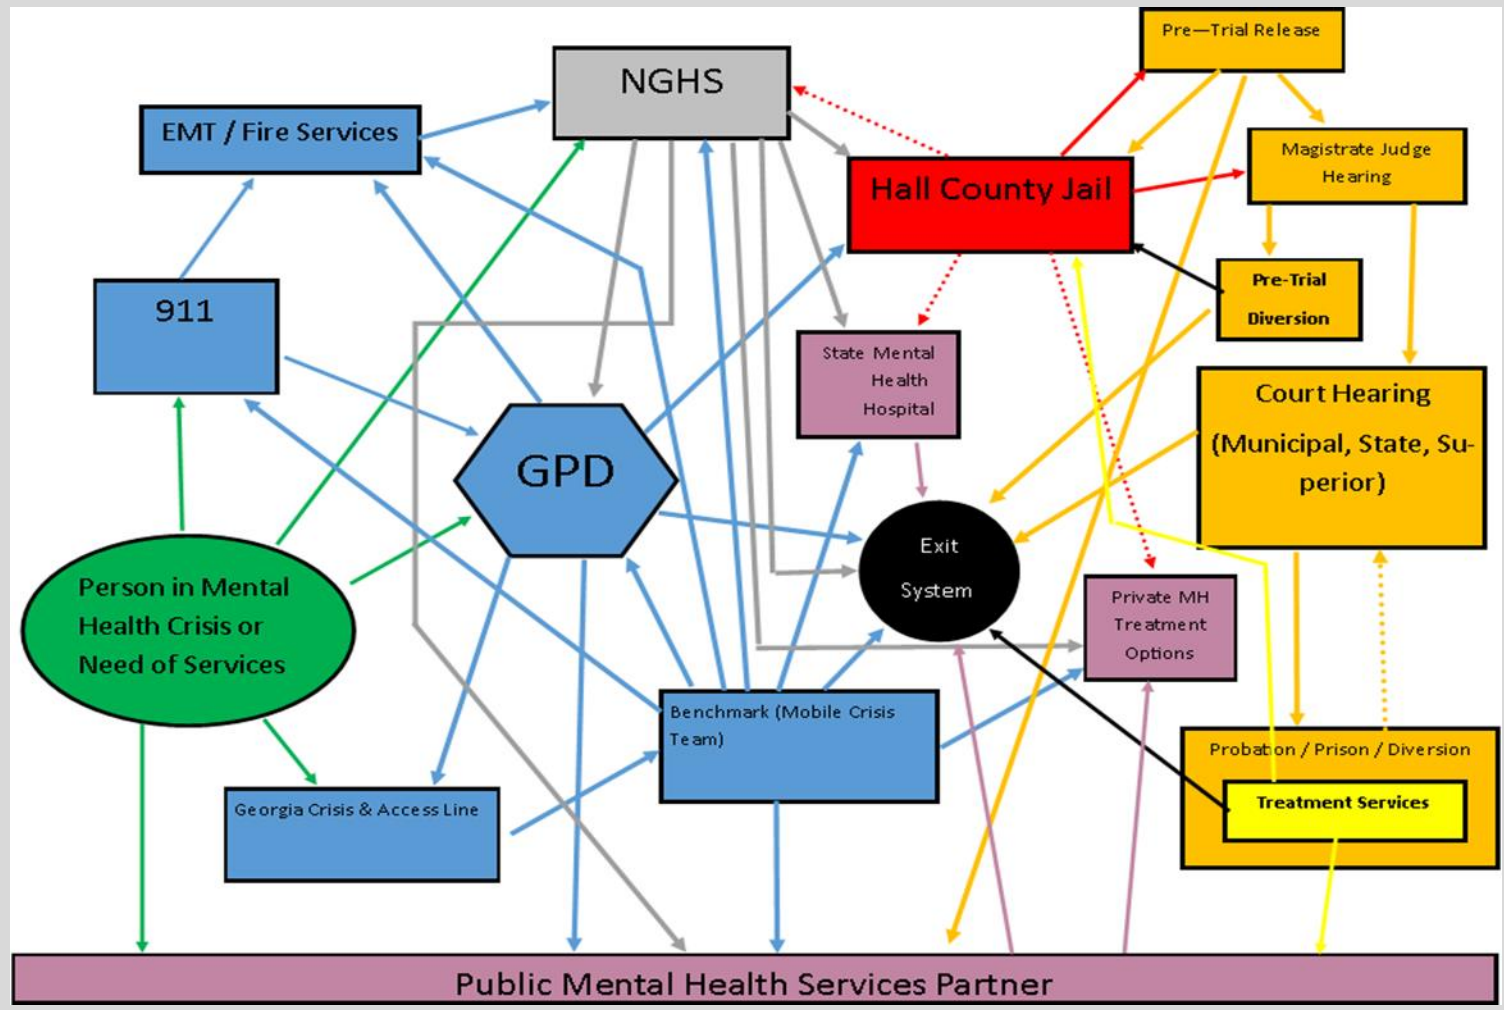 Pre—Trial Release
NGHS
EMT / Fire Services
Magistrate Judge
Hearing
Hall County Jail
911
Pre-Trial
Diversion
State Mental
Health
Hospital
Court Hearing
(Municipal, State, Su-
perior)
GPD
Exit
System
Person in Mental
Health Crisis or
Need of Services
Private MH
Treatment
Options
Benchmark (Mobile Crisis
Team)
Probation / Prison / Diversion
Treatment Services
Georgia Crisis & Access Line
Public Mental Health Services Partner